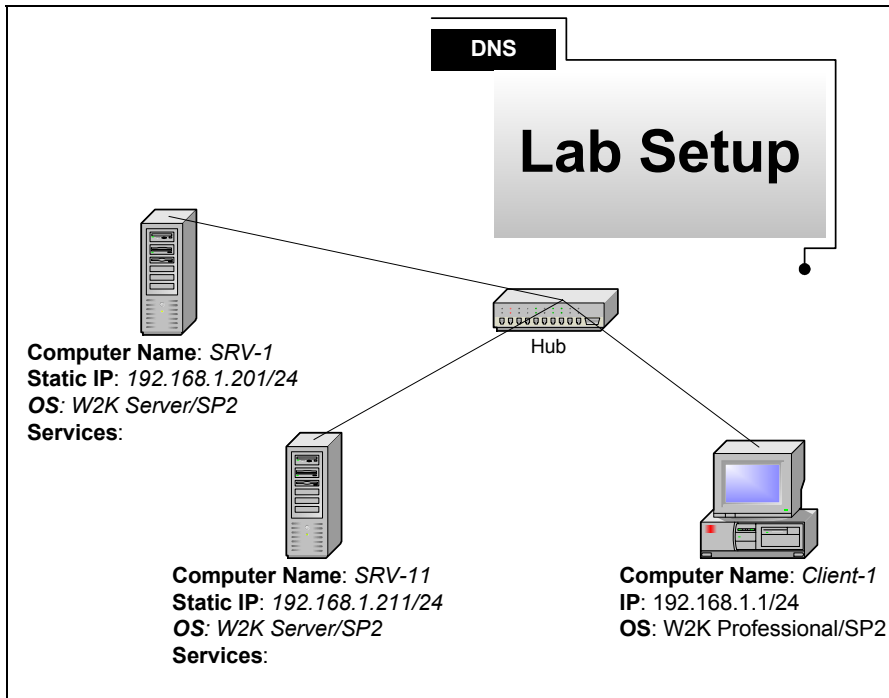 DNS
Lab Setup
Hub
Computer Name: SRV-1
Static IP: 192.168.1.201/24
OS: W2K Server/SP2
Services:
Computer Name: SRV-11
Static IP: 192.168.1.211/24
OS: W2K Server/SP2
Services:
Computer Name: Client-1
IP: 192.168.1.1/24
OS: W2K Professional/SP2